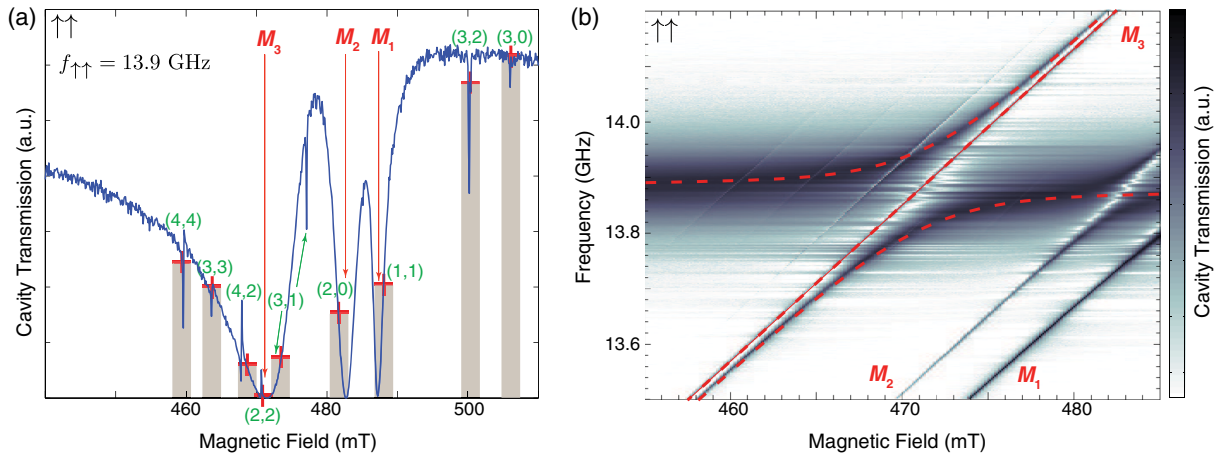 (a)
↑↑
f↑↑ = 13.9 GHz
M3
M2
M1
(3,2)
(3,0)
(4,4)
(3,3)
(4,2)
(3,1)
(2,0)
(1,1)
(2,2)
Cavity Transmission (a.u.)
460
480
500
Magnetic Field (mT)
(b)
↑↑
M3
M2
M1
14.0
13.8
13.6
Frequency (GHz)
460
470
480
Magnetic Field (mT)
Cavity Transmission (a.u.)